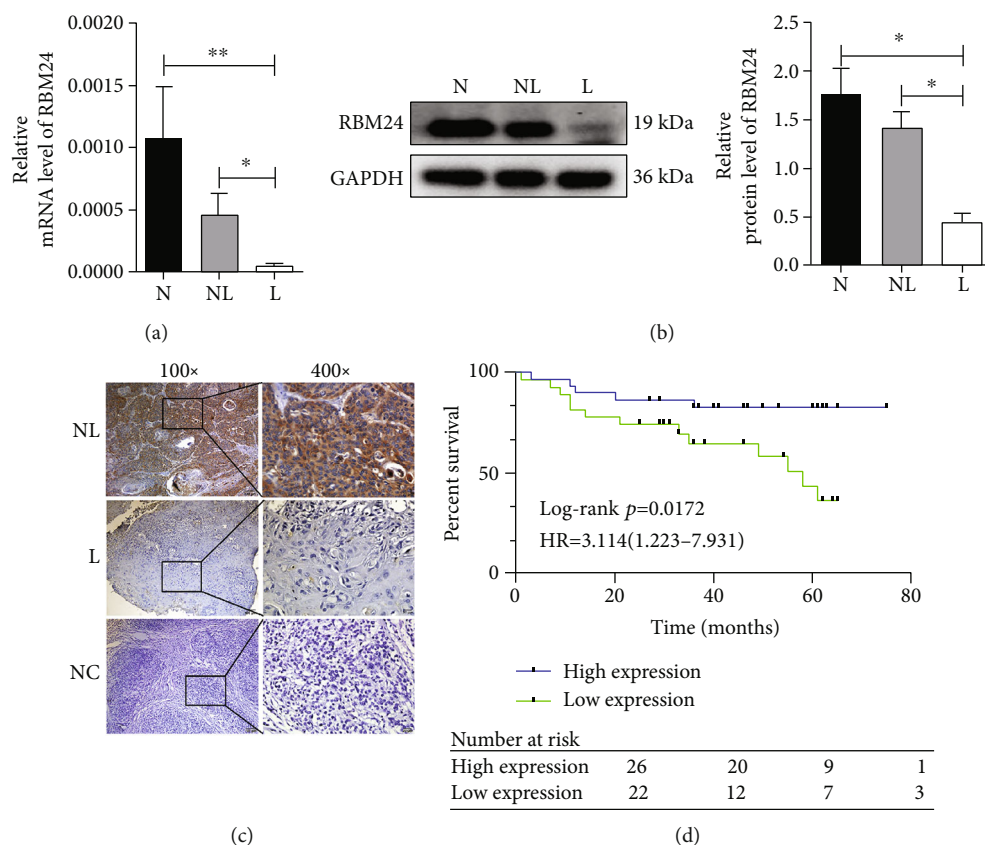 (a)
Relative
mRNA level of RBM24
0.0020
0.0015
0.0010
0.0005
0.0000
**
*
N NL L
(b)
N NL L
RBM24 19 kDa
GAPDH 36 kDa
Relative
protein level of RBM24
2.5
2.0
1.5
1.0
0.5
0.0
*
*
N NL L
(c)
100× 400×
NL
L
NC
(d)
Percent survival
100
50
0
Log-rank p=0.0172
HR=3.114(1.223–7.931)
0 20 40 60 80
Time (months)
High expression
Low expression
Number at risk
High expression 26 20 9 1
Low expression 22 12 7 3